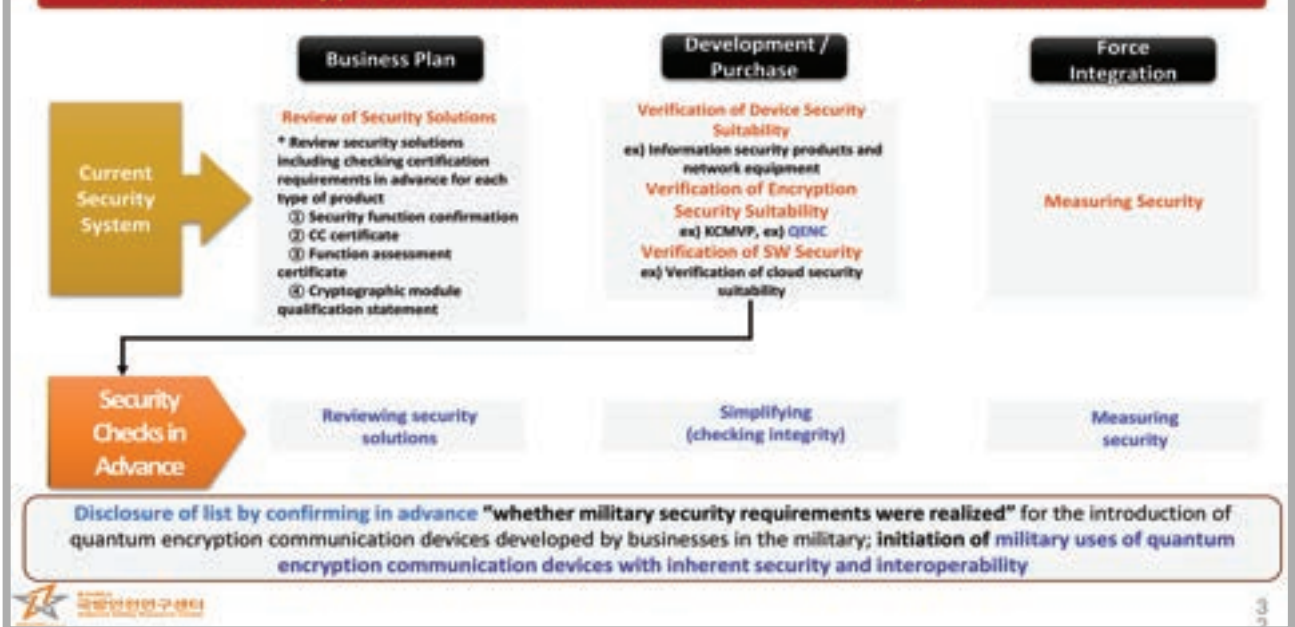 Business Plan
Development /
Purchase
Force
Integration
Current
Security
System
Review of Security Solutions
* Review security solutions
including checking certification
requirements in advance for each
type of product
① Security function confirmation
② CC certificate
③ Function assessment
certificate
④ Cryptographic module
qualification statement
Verification of Device Security
Suitability
ex) Information security products and
network equipment
Verification of Encryption
Security Suitability
ex) KCMVP, ex) QENC
Verification of SW Security
ex) Verification of cloud security
suitability
Measuring Security
Security
Checks in
Advance
Reviewing security
solutions
Simplifying
(checking integrity)
Measuring
security
Disclosure of list by confirming in advance "whether military security requirements were realized" for the introduction of
quantum encryption communication devices developed by businesses in the military; initiation of military uses of quantum
encryption communication devices with inherent security and interoperability
3